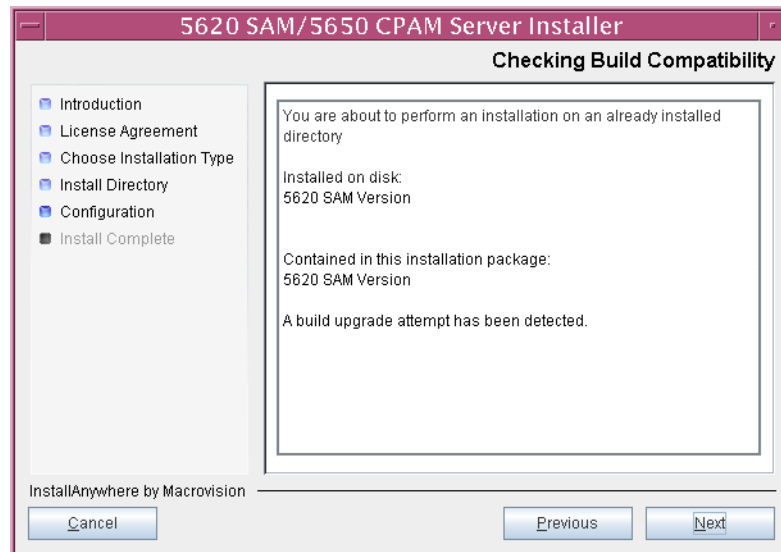 5620 SAM/5650 CPAM Server Installer
Checking Build Compatibility
Introduction
License Agreement
Choose Installation Type
Install Directory
Configuration
Install Complete
You are about to perform an installation on an already installed
directory
Installed on disk:
5620 SAM Version
Contained in this installation package:
5620 SAM Version
A build upgrade attempt has been detected.
InstallAnywhere by Macrovision
Cancel
Previous
Next